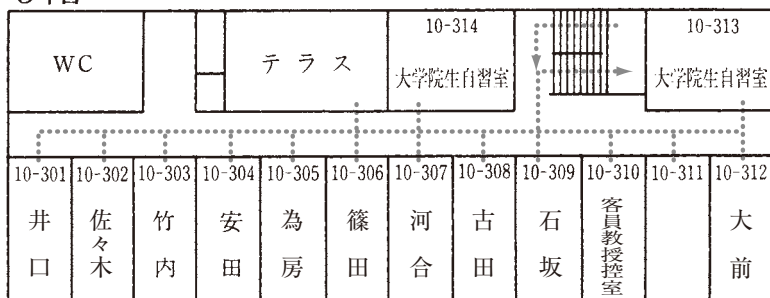 10-314
10-313
WC
テラス
大学院生自習室
大学院生自習室
10-301
10-302
10-303
10-304
10-305
10-306
10-307
10-308
10-309
10-310
10-311
10-312
井口
佐々木
竹内
安田
為房
篠田
河合
古田
石坂
客員教授控室
大前